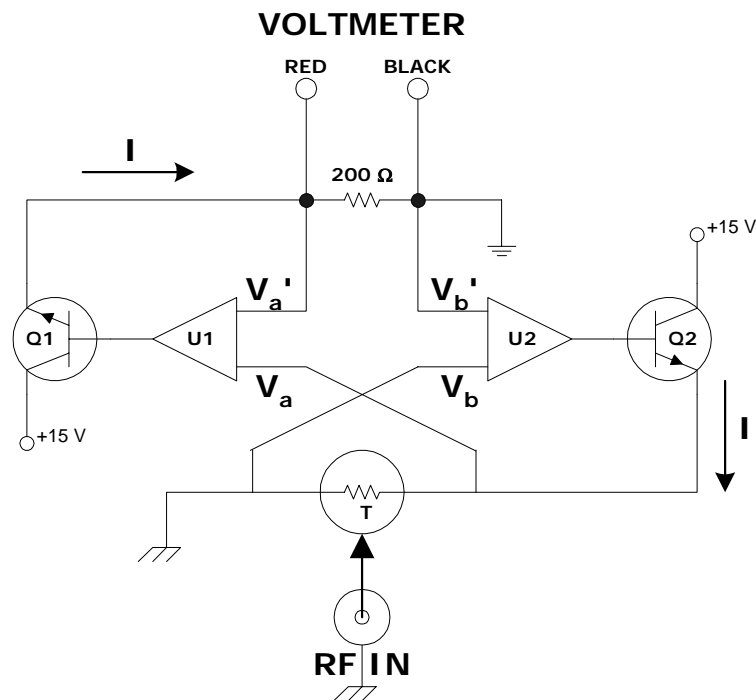 VOLTMETER
RED
BLACK
I
200 Ω
+15 V
Va'
Vb'
Q1
U1
U2
Q2
Va
Vb
I
+15 V
T
RF IN